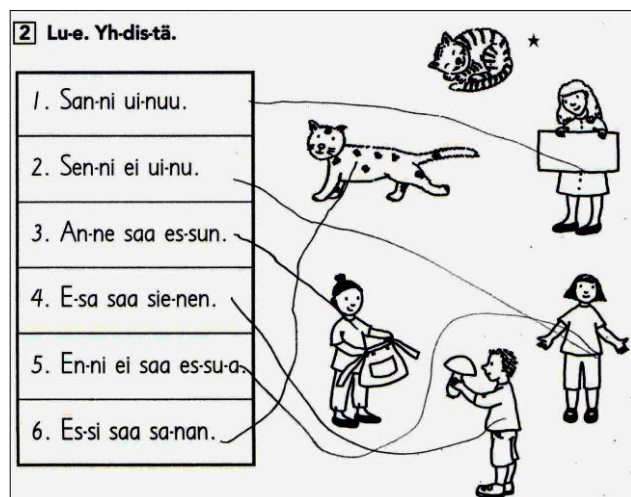 2 Lu-e. Yh-dis-tä.
1. San-ni ui-nuu.
2. Sen-ni ei ui-nu.
3. An-ne saa es-sun.
4. E-sa saa sie-nen.
5. En-ni ei saa es-su-a.
6. Es-si saa sa-nan.